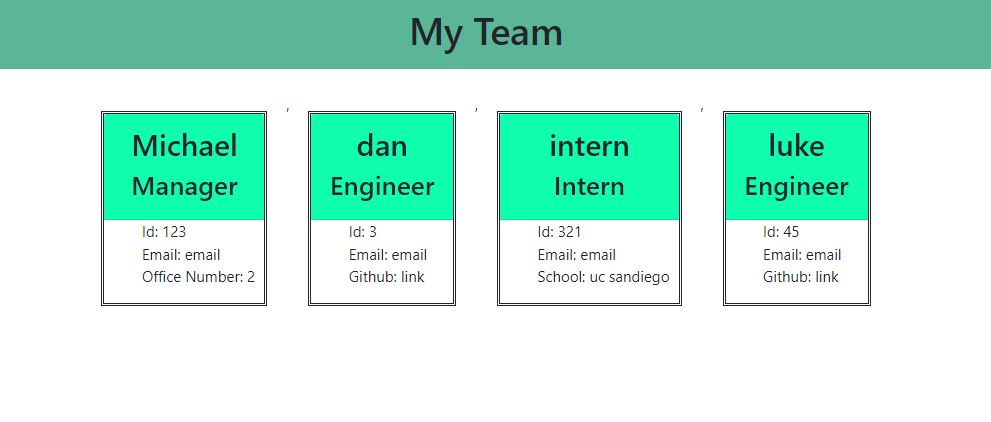 My Team
, , ,
Michael
Manager
Id: 123
Email: email
Office Number: 2
dan
Engineer
Id: 3
Email: email
Github: link
intern
Intern
Id: 321
Email: email
School: uc sandiego
luke
Engineer
Id: 45
Email: email
Github: link